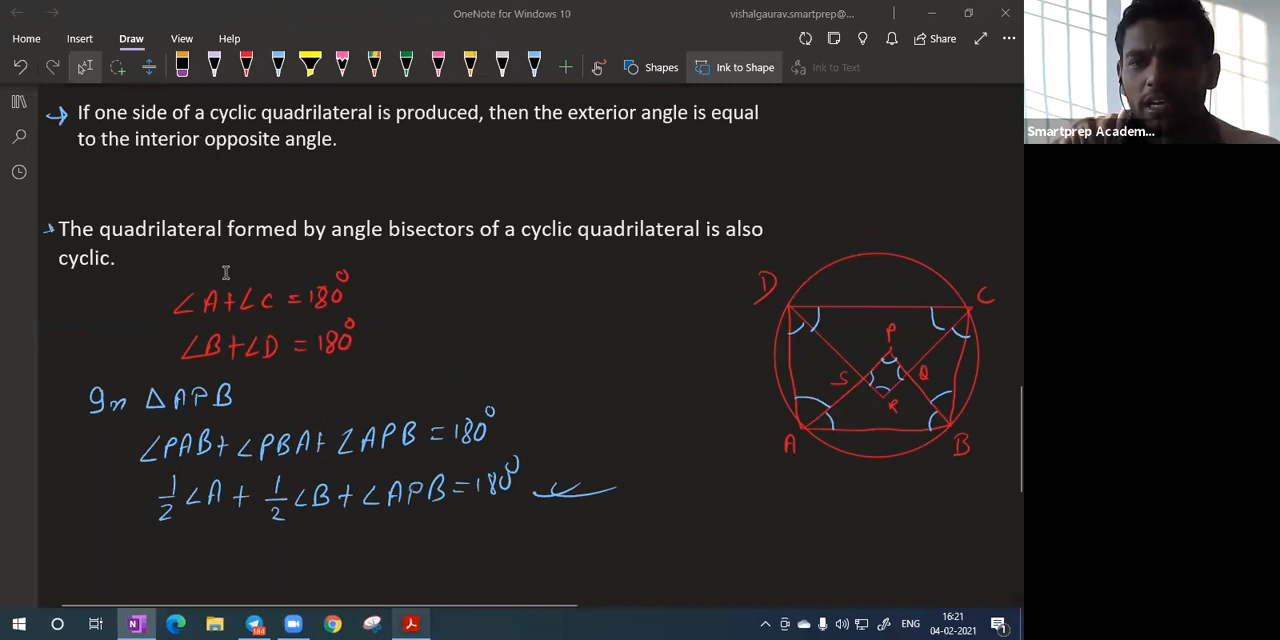 OneNote for Windows 10
vishalgaurav.smartprep@...
Home Insert Draw View Help
Share
Shapes
Ink to Shape
Ink to Text
If one side of a cyclic quadrilateral is produced, then the exterior angle is equal
to the interior opposite angle.
The quadrilateral formed by angle bisectors of a cyclic quadrilateral is also
cyclic.
∠A+∠C = 180°
∠B+∠D = 180°
In △APB
∠PAB+ ∠PBA+ ∠APB = 180°
1/2 ∠A + 1/2 ∠B + ∠APB = 180°
D
C
P
S
Q
R
A
B
Smartprep Academ...
184
ENG
16:21
04-02-2021
1